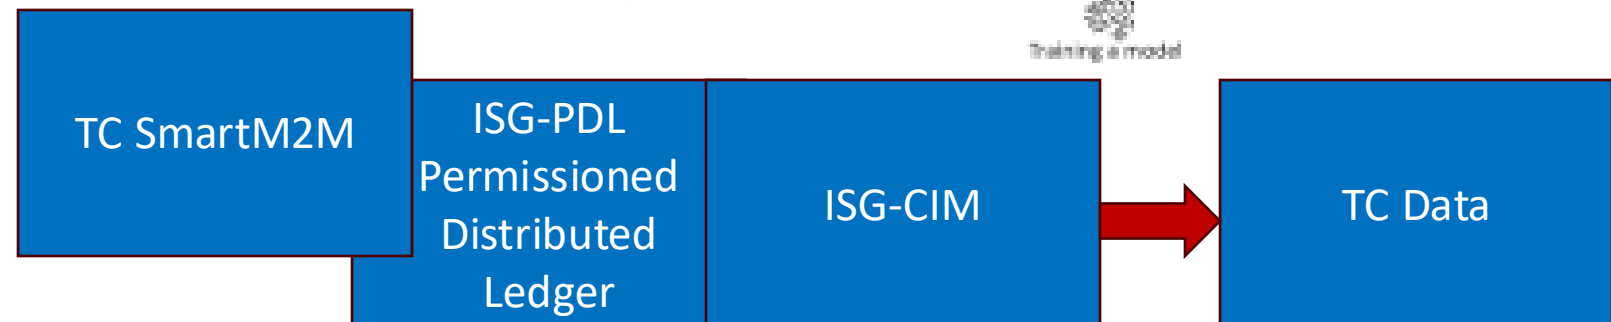 Training a model
TC SmartM2M
ISG-PDL
Permissioned
Distributed
Ledger
ISG-CIM
TC Data